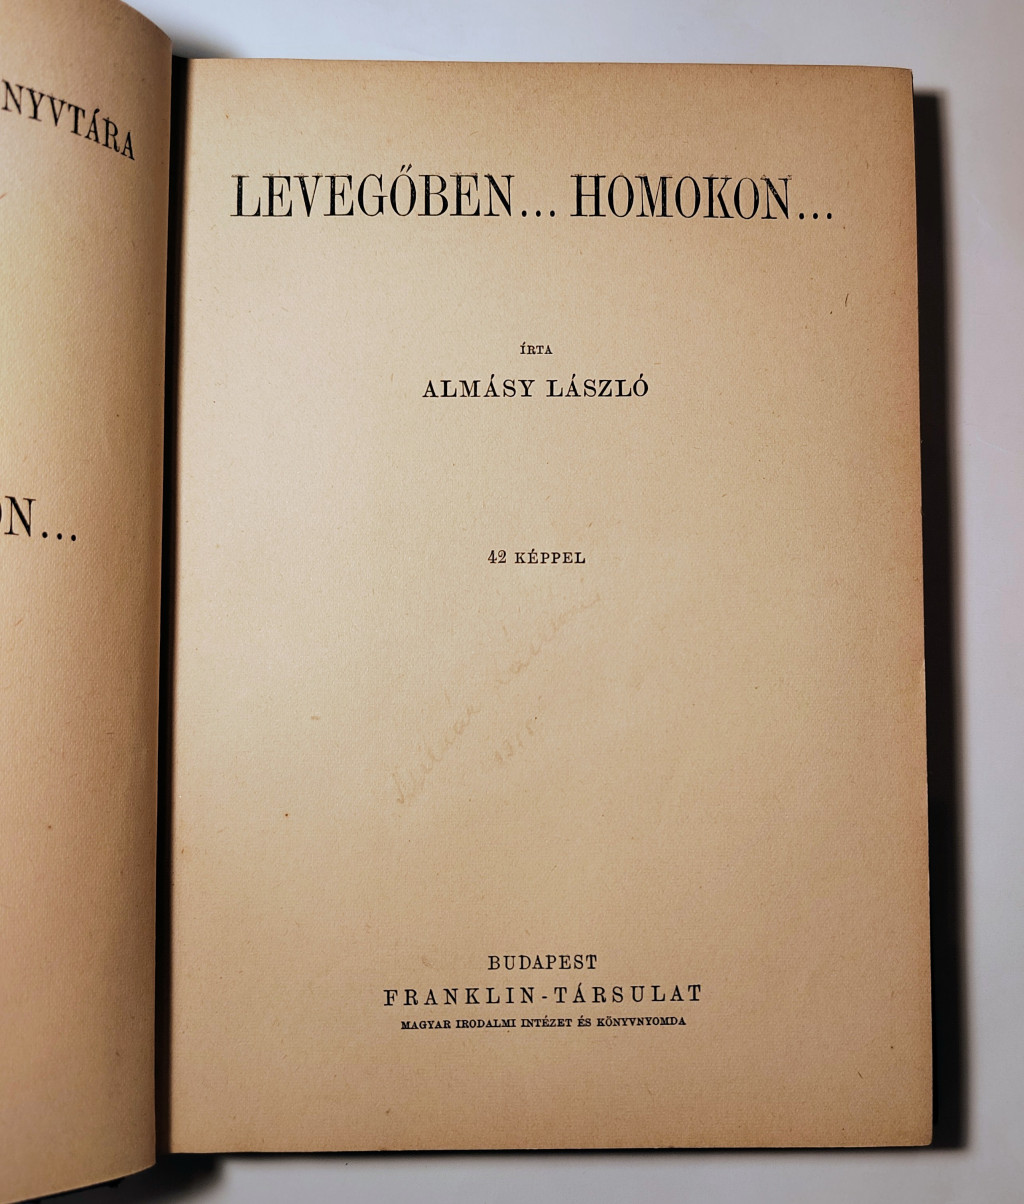 NYVTÁRA
ON...
LEVEGŐBEN... HOMOKON...
ÍRTA
ALMÁSY LÁSZLÓ
42 KÉPPEL
BUDAPEST
FRANKLIN-TÁRSULAT
MAGYAR IRODALMI INTÉZET ÉS KÖNYVNYOMDA